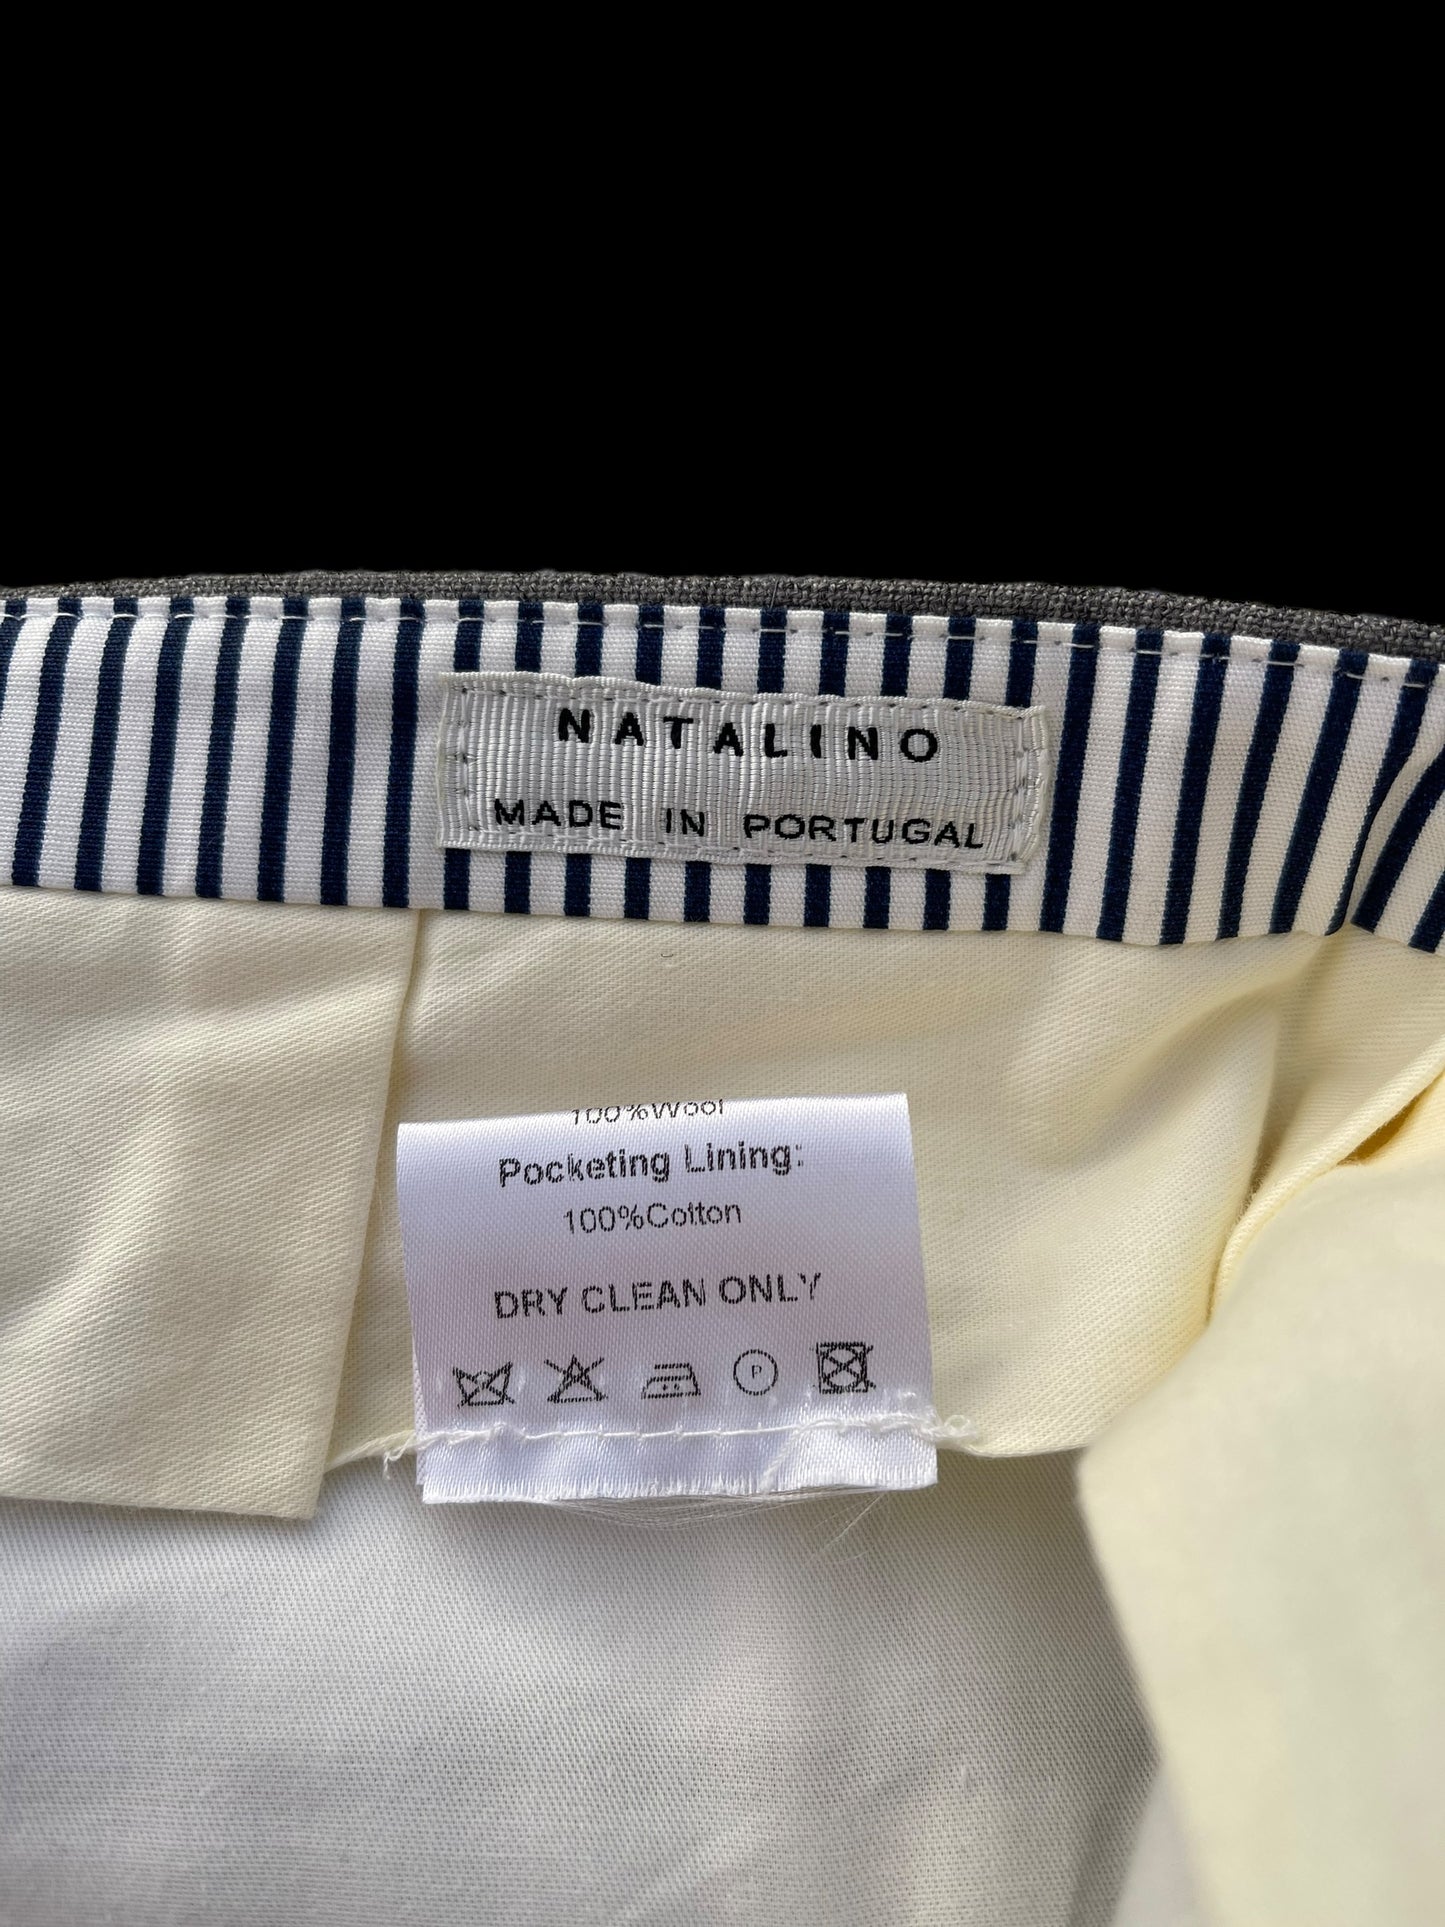 NATALINO
MADE IN PORTUGAL
100%Wool
Pocketing Lining:
100%Cotton
DRY CLEAN ONLY
P